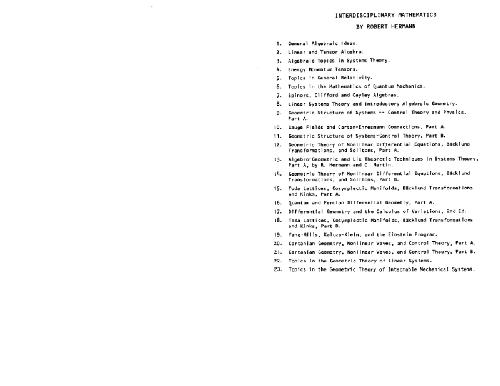 INTERDISCIPLINARY MATHEMATICS
BY ROBERT HERMANN
1. General Algebraic Ideas.
2. Linear and Tensor Algebra.
3. Algebraic Topics in Systems Theory.
4. Energy Momentum Tensors.
5. Topics in General Relativity.
6. Topics in the Mathematics of Quantum Mechanics.
7. Spinors, Clifford and Cayley Algebras.
8. Linear Systems Theory and Introductory Algebraic Geometry.
9. Geometric Structure of Systems -- Control Theory and Physics,
Part A.
10. Gauge Fields and Cartan-Ehresmann Connections, Part A.
11. Geometric Structure of Systems-Control Theory, Part B.
12. Geometric Theory of Nonlinear Differential Equations, Bäcklund
Transformations, and Solitons, Part A.
13. Algebro-Geometric and Lie Theoretic Techniques in Systems Theory,
Part A, by R. Hermann and C. Martin.
14. Geometric Theory of Nonlinear Differential Equations, Bäcklund
Transformations, and Solitons, Part B.
15. Toda Lattices, Cosymplectic Manifolds, Bäcklund Transformations
and Kinks, Part A.
16. Quantum and Fermion Differential Geometry, Part A.
17. Differential Geometry and the Calculus of Variations, 2nd Ed.
18. Toda Lattices, Cosymplectic Manifolds, Bäcklund Transformations
and Kinks, Part B.
19. Yang-Mills, Kaluza-Klein, and the Einstein Program.
20. Cartanian Geometry, Nonlinear Waves, and Control Theory, Part A.
21. Cartanian Geometry, Nonlinear Waves, and Control Theory, Part B.
22. Topics in the Geometric Theory of Linear Systems.
23. Topics in the Geometric Theory of Integrable Mechanical Systems.